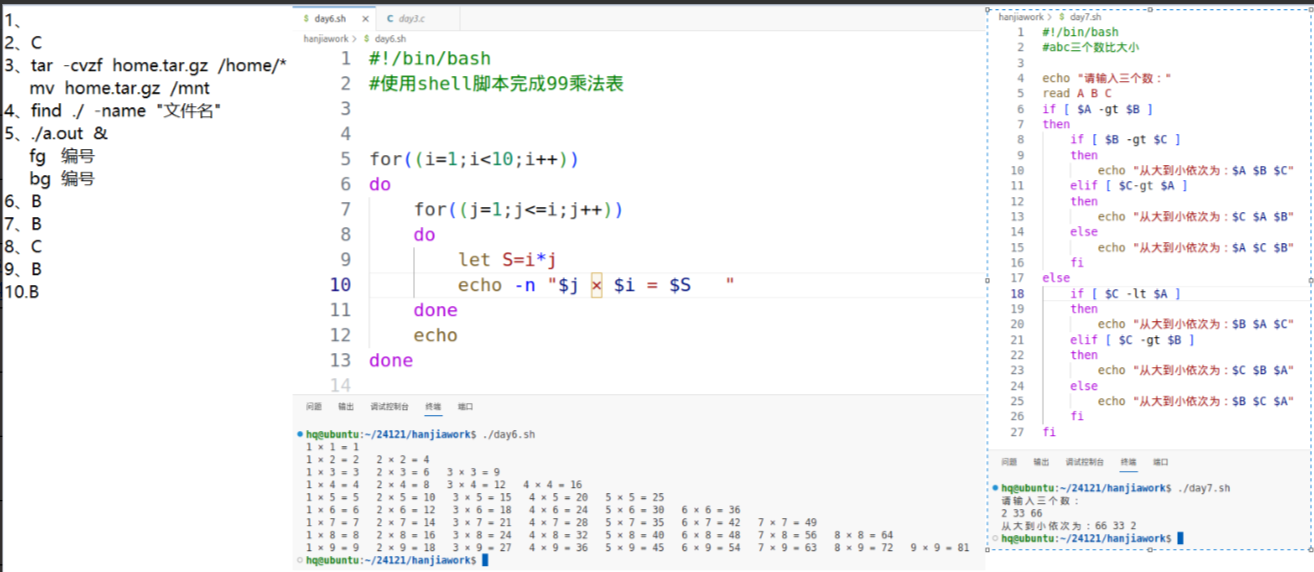 1、
2、C
3、tar -cvzf home.tar.gz /home/*
mv home.tar.gz /mnt
4、find ./ -name "文件名"
5、./a.out &
fg 编号
bg 编号
6、B
7、B
8、C
9、B
10.B
$ day6.sh × C day3.c
hanjiawork > $ day6.sh
1 #!/bin/bash
2 #使用shell脚本完成99乘法表
3
4
5 for((i=1;i<10;i++))
6 do
7 for((j=1;j<=i;j++))
8 do
9 let S=i*j
10 echo -n "$j × $i = $S   "
11 done
12 echo
13 done
14
问题 输出 调试控制台 终端 端口
hq@ubuntu:~/24121/hanjiawork$ ./day6.sh
1 × 1 = 1
1 × 2 = 2 2 × 2 = 4
1 × 3 = 3 2 × 3 = 6 3 × 3 = 9
1 × 4 = 4 2 × 4 = 8 3 × 4 = 12 4 × 4 = 16
1 × 5 = 5 2 × 5 = 10 3 × 5 = 15 4 × 5 = 20 5 × 5 = 25
1 × 6 = 6 2 × 6 = 12 3 × 6 = 18 4 × 6 = 24 5 × 6 = 30 6 × 6 = 36
1 × 7 = 7 2 × 7 = 14 3 × 7 = 21 4 × 7 = 28 5 × 7 = 35 6 × 7 = 42 7 × 7 = 49
1 × 8 = 8 2 × 8 = 16 3 × 8 = 24 4 × 8 = 32 5 × 8 = 40 6 × 8 = 48 7 × 8 = 56 8 × 8 = 64
1 × 9 = 9 2 × 9 = 18 3 × 9 = 27 4 × 9 = 36 5 × 9 = 45 6 × 9 = 54 7 × 9 = 63 8 × 9 = 72 9 × 9 = 81
hq@ubuntu:~/24121/hanjiawork$
hanjiawork > $ day7.sh
1 #!/bin/bash
2 #abc三个数比大小
3
4 echo "请输入三个数："
5 read A B C
6 if [ $A -gt $B ]
7 then
8 if [ $B -gt $C ]
9 then
10 echo "从大到小依次为：$A $B $C"
11 elif [ $C-gt $A ]
12 then
13 echo "从大到小依次为：$C $A $B"
14 else
15 echo "从大到小依次为：$A $C $B"
16 fi
17 else
18 if [ $C -lt $A ]
19 then
20 echo "从大到小依次为：$B $A $C"
21 elif [ $C -gt $B ]
22 then
23 echo "从大到小依次为：$C $B $A"
24 else
25 echo "从大到小依次为：$B $C $A"
26 fi
27 fi
问题 输出 调试控制台 终端 端口
hq@ubuntu:~/24121/hanjiawork$ ./day7.sh
请输入三个数：
2 33 66
从大到小依次为：66 33 2
hq@ubuntu:~/24121/hanjiawork$